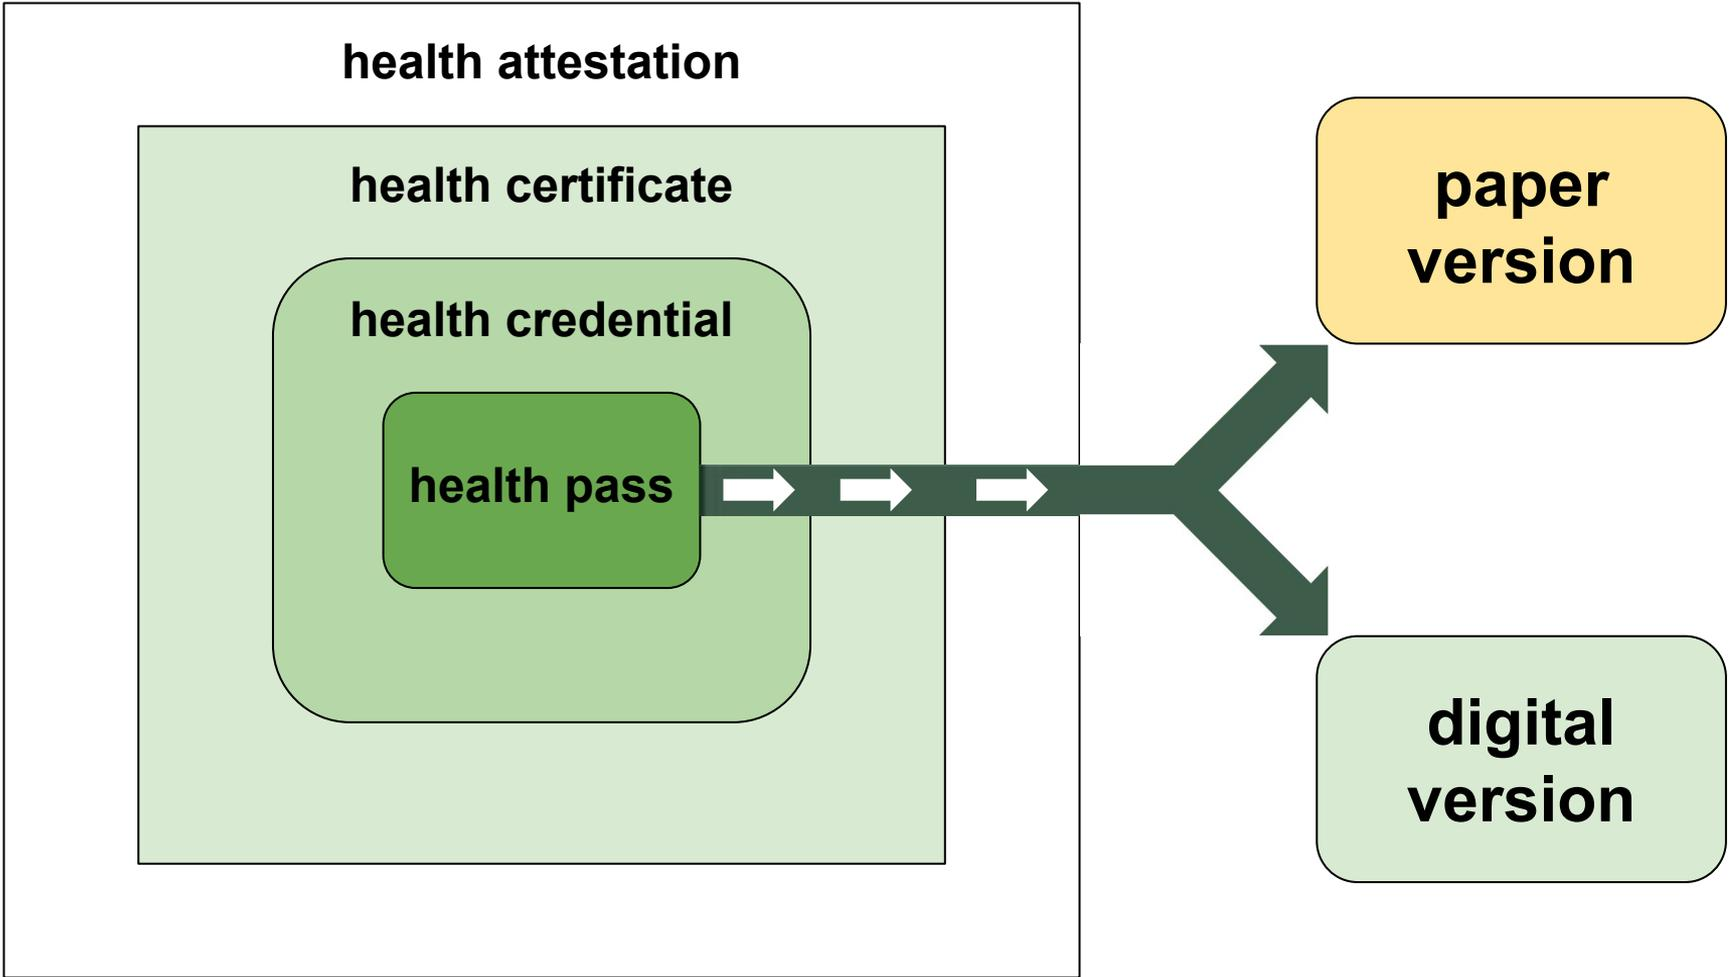 health attestation
health certificate
health credential
health pass
paper
version
digital
version